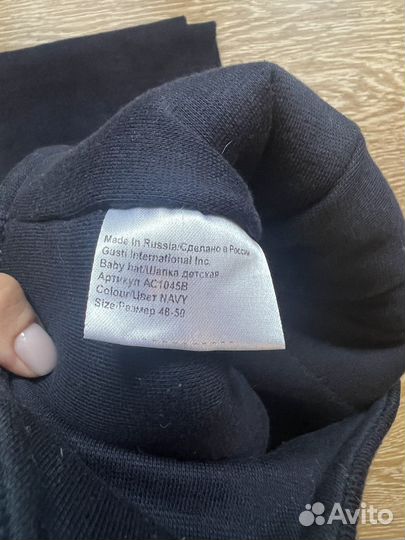 Made In Russia/Сделано в России
Gusti International Inc.
Baby hat/Шапка детская
Артикул AC1045B
Colour/Цвет NAVY
Size/Размер 48-50
Avito